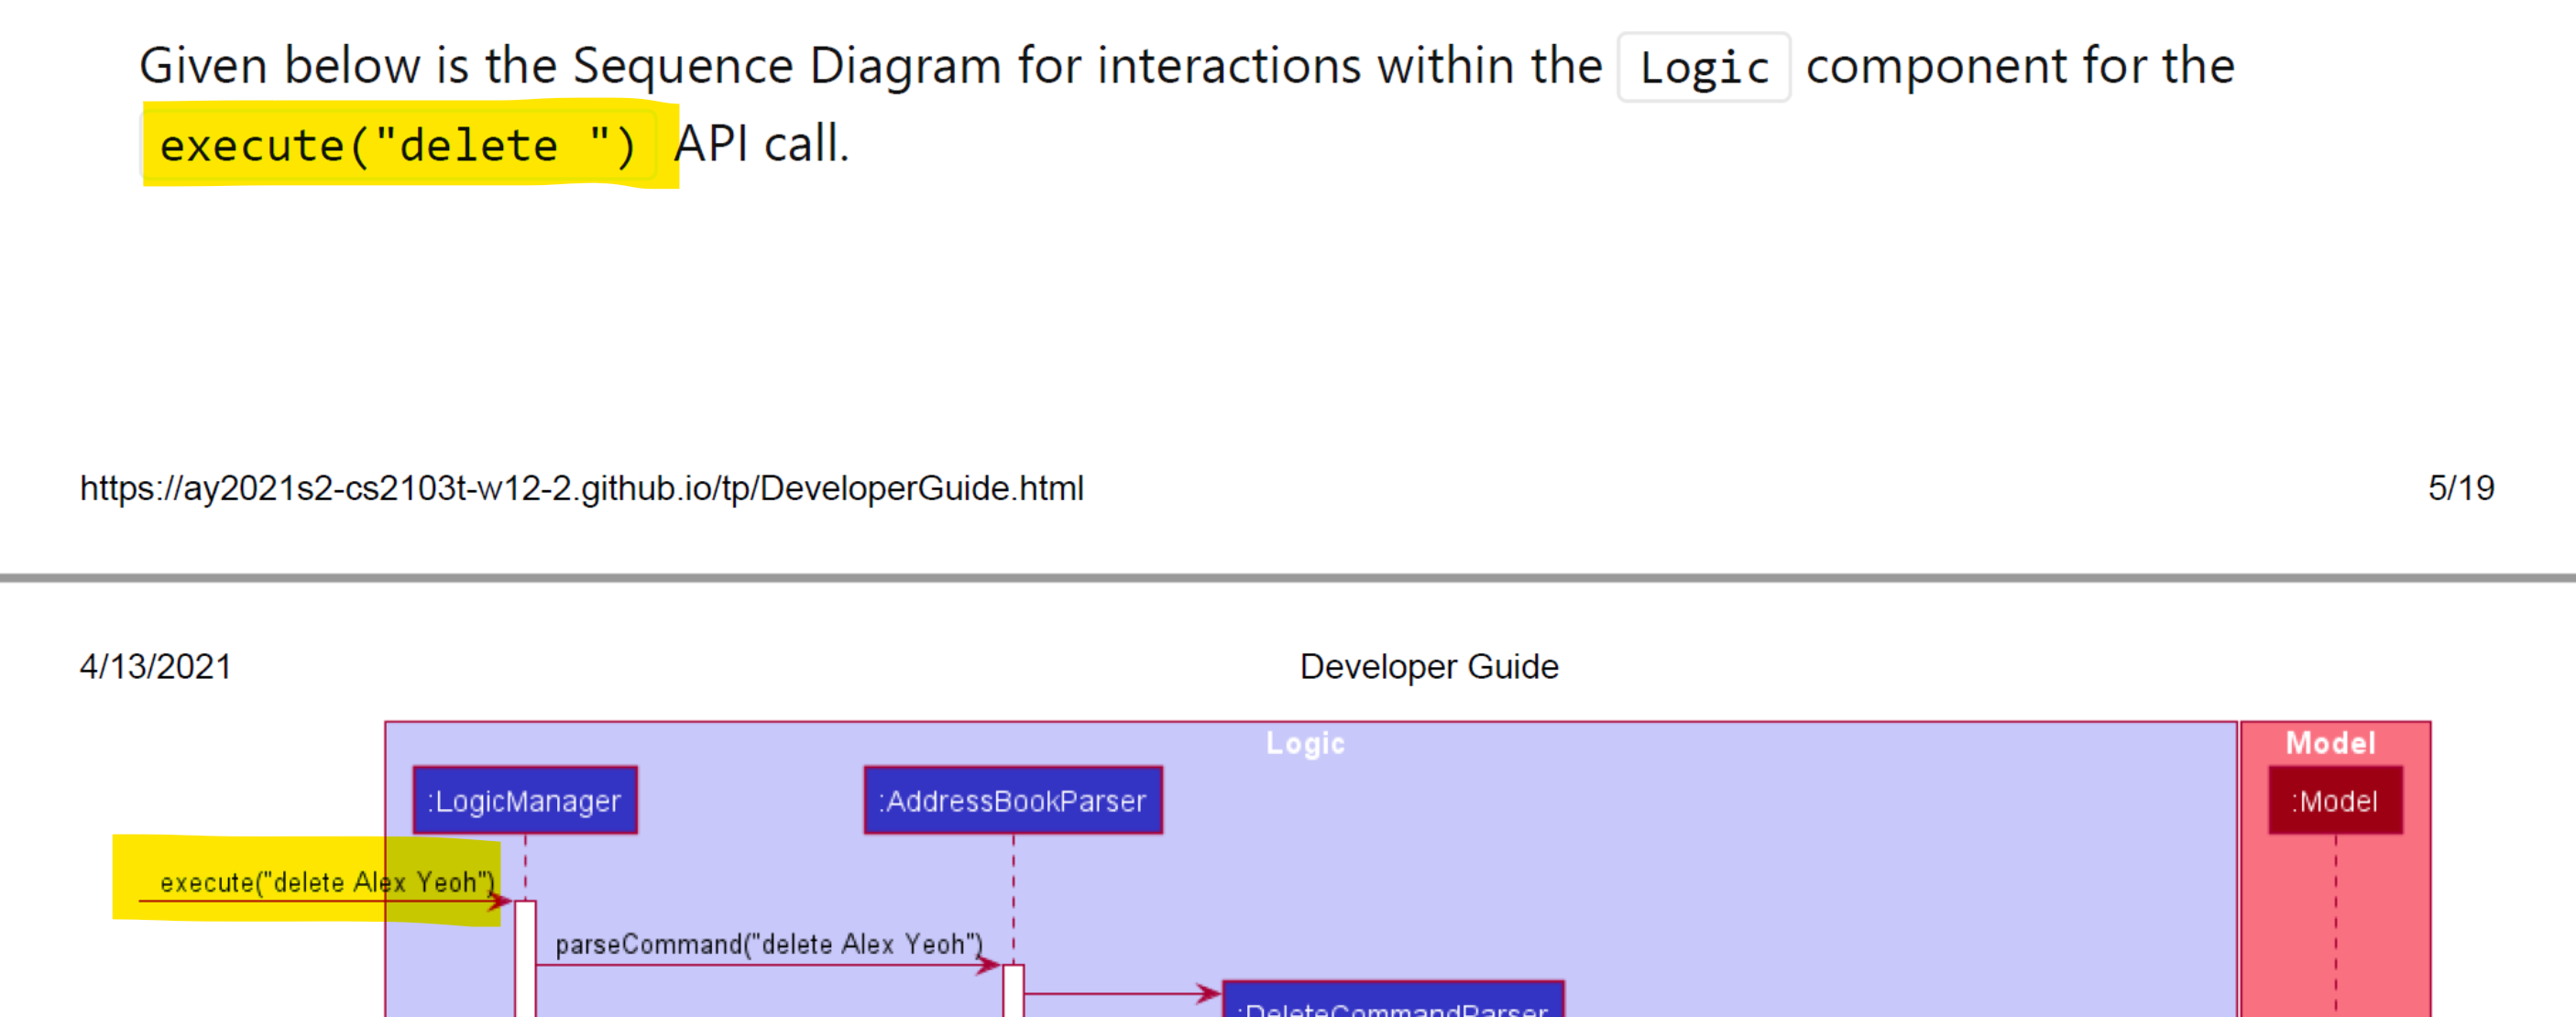 Given below is the Sequence Diagram for interactions within the Logic component for the
execute("delete ") API call.
https://ay2021s2-cs2103t-w12-2.github.io/tp/DeveloperGuide.html 5/19
4/13/2021 Developer Guide
Logic Model
:LogicManager :AddressBookParser :Model
execute("delete Alex Yeoh")
parseCommand("delete Alex Yeoh")
:DeleteCommandParser